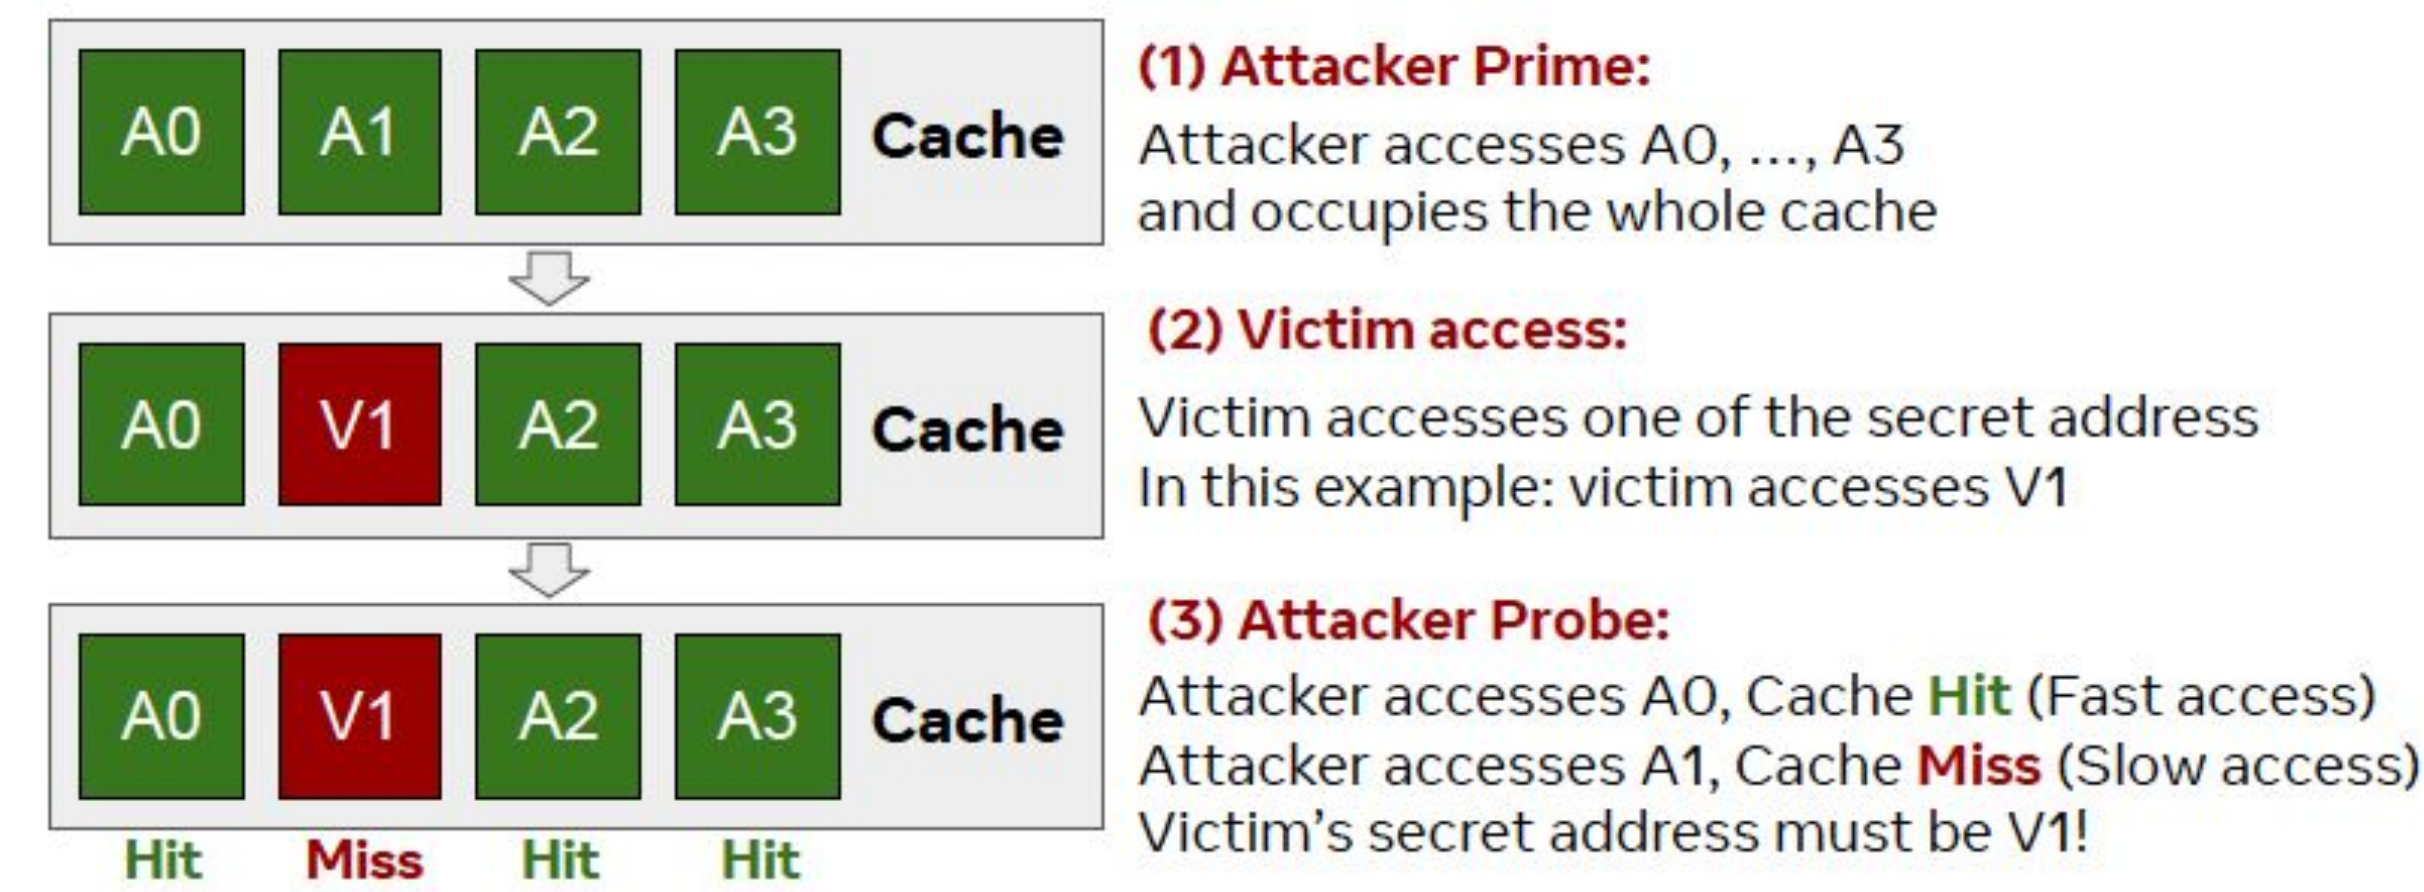 A0 A1 A2 A3 Cache
(1) Attacker Prime:
Attacker accesses A0, ..., A3
and occupies the whole cache
A0 V1 A2 A3 Cache
(2) Victim access:
Victim accesses one of the secret address
In this example: victim accesses V1
A0 V1 A2 A3 Cache
Hit Miss Hit Hit
(3) Attacker Probe:
Attacker accesses A0, Cache Hit (Fast access)
Attacker accesses A1, Cache Miss (Slow access)
Victim's secret address must be V1!